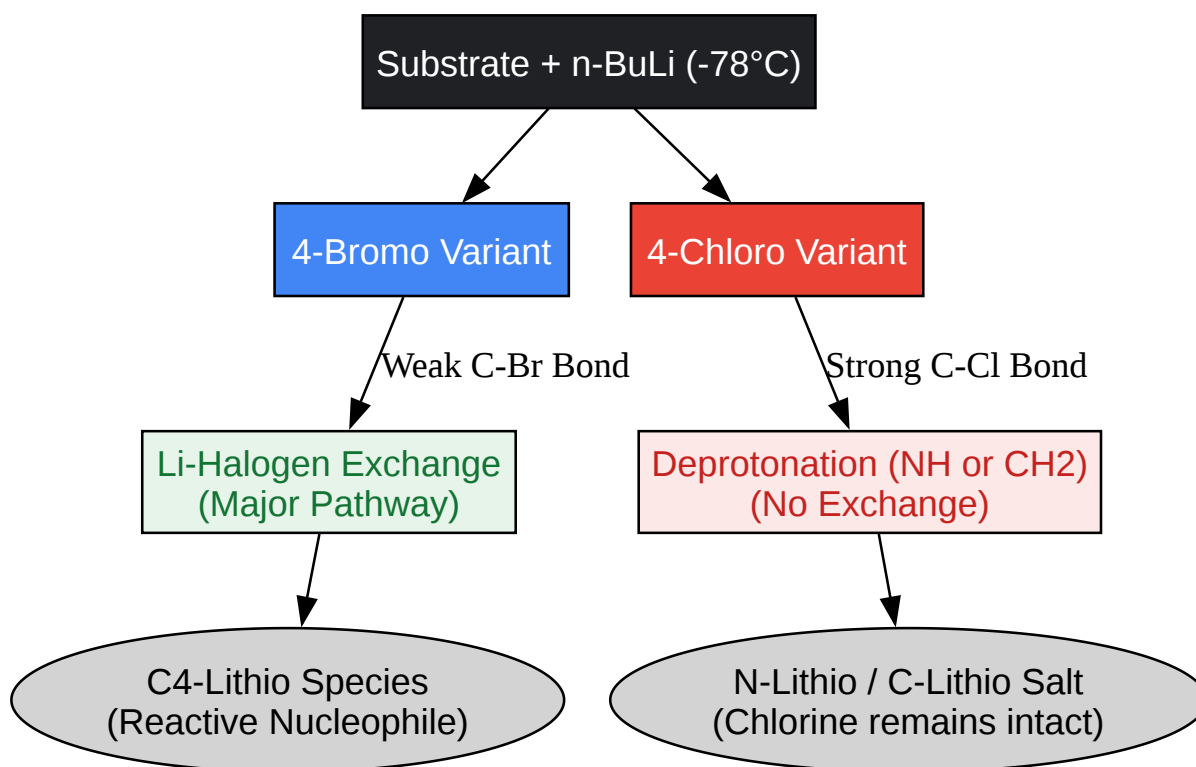 Substrate + n-BuLi (-78°C)
4-Bromo Variant
4-Chloro Variant
Weak C-Br Bond
Strong C-Cl Bond
Li-Halogen Exchange
(Major Pathway)
Deprotonation (NH or CH2)
(No Exchange)
C4-Lithio Species
(Reactive Nucleophile)
N-Lithio / C-Lithio Salt
(Chlorine remains intact)